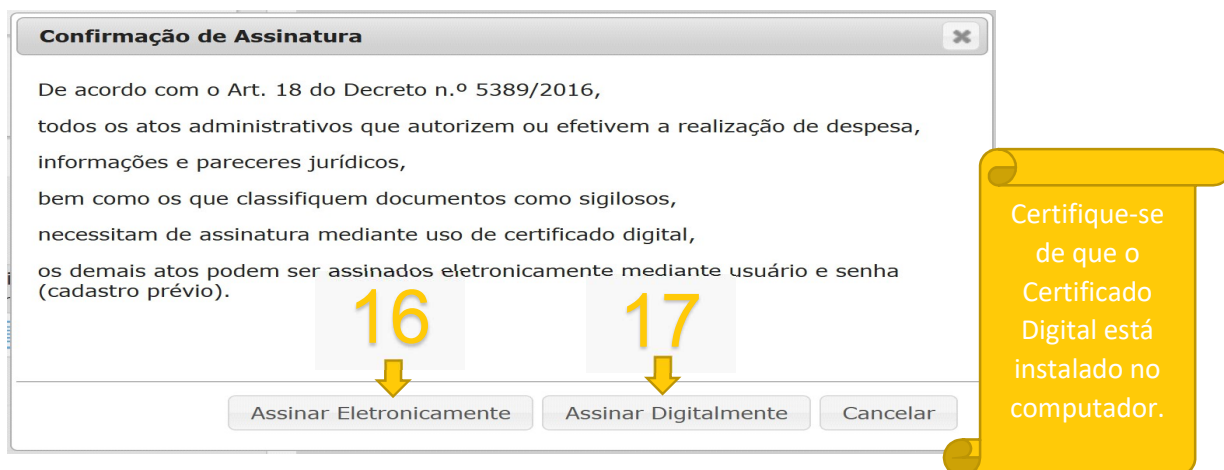 Confirmação de Assinatura
De acordo com o Art. 18 do Decreto n.º 5389/2016,
todos os atos administrativos que autorizem ou efetivem a realização de despesa,
informações e pareceres jurídicos,
bem como os que classifiquem documentos como sigilosos,
necessitam de assinatura mediante uso de certificado digital,
os demais atos podem ser assinados eletronicamente mediante usuário e senha
(cadastro prévio).
16
17
Assinar Eletronicamente
Assinar Digitalmente
Cancelar
Certifique-se
de que o
Certificado
Digital está
instalado no
computador.